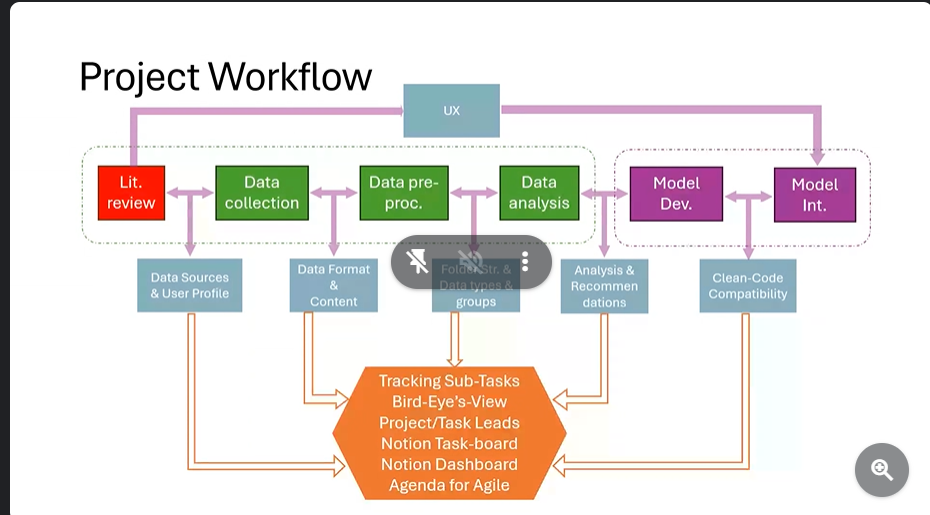 Project Workflow
UX
Lit.
review
Data
collection
Data pre-
proc.
Data
analysis
Model
Dev.
Model
Int.
Data Sources
& User Profile
Data Format
&
Content
Folder Str. &
Data types &
groups
Analysis &
Recommen
dations
Clean-Code
Compatibility
Tracking Sub-Tasks
Bird-Eye's-View
Project/Task Leads
Notion Task-board
Notion Dashboard
Agenda for Agile